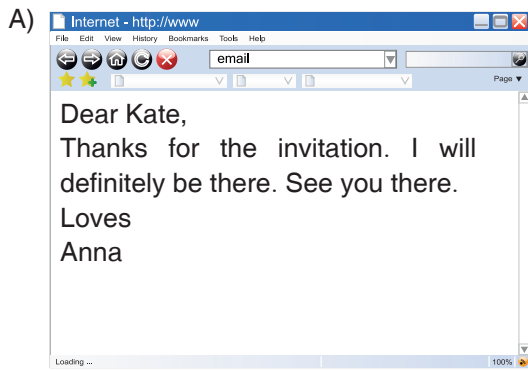 A)
Internet - http://www
File Edit View History Bookmarks Tools Help
email
Page
Dear Kate,
Thanks for the invitation. I will
definitely be there. See you there.
Loves
Anna
Loading ...
100%